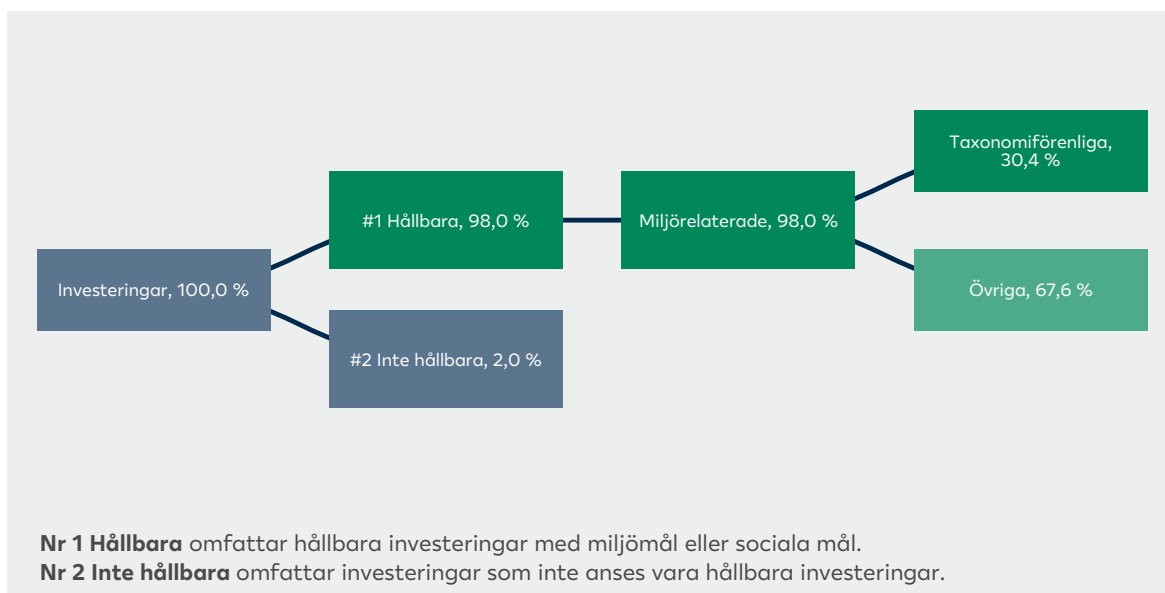 Taxonomiförenliga,
30,4 %
#1 Hållbara, 98,0 %
Miljörelaterade, 98,0 %
Investeringar, 100,0 %
Övriga, 67,6 %
#2 Inte hållbara, 2,0 %
Nr 1 Hållbara omfattar hållbara investeringar med miljömål eller sociala mål.
Nr 2 Inte hållbara omfattar investeringar som inte anses vara hållbara investeringar.